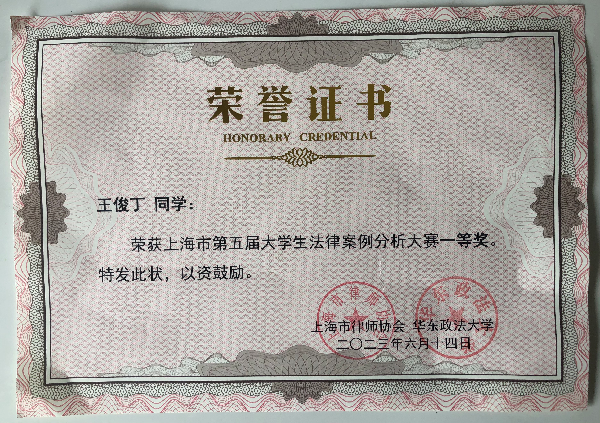 荣誉证书
HONORARY CREDENTIAL
王俊丁 同学：
荣获上海市第五届大学生法律案例分析大赛一等奖。
特发此状，以资鼓励。
上海市律师协会 华东政法大学
二〇二三年六月十四日